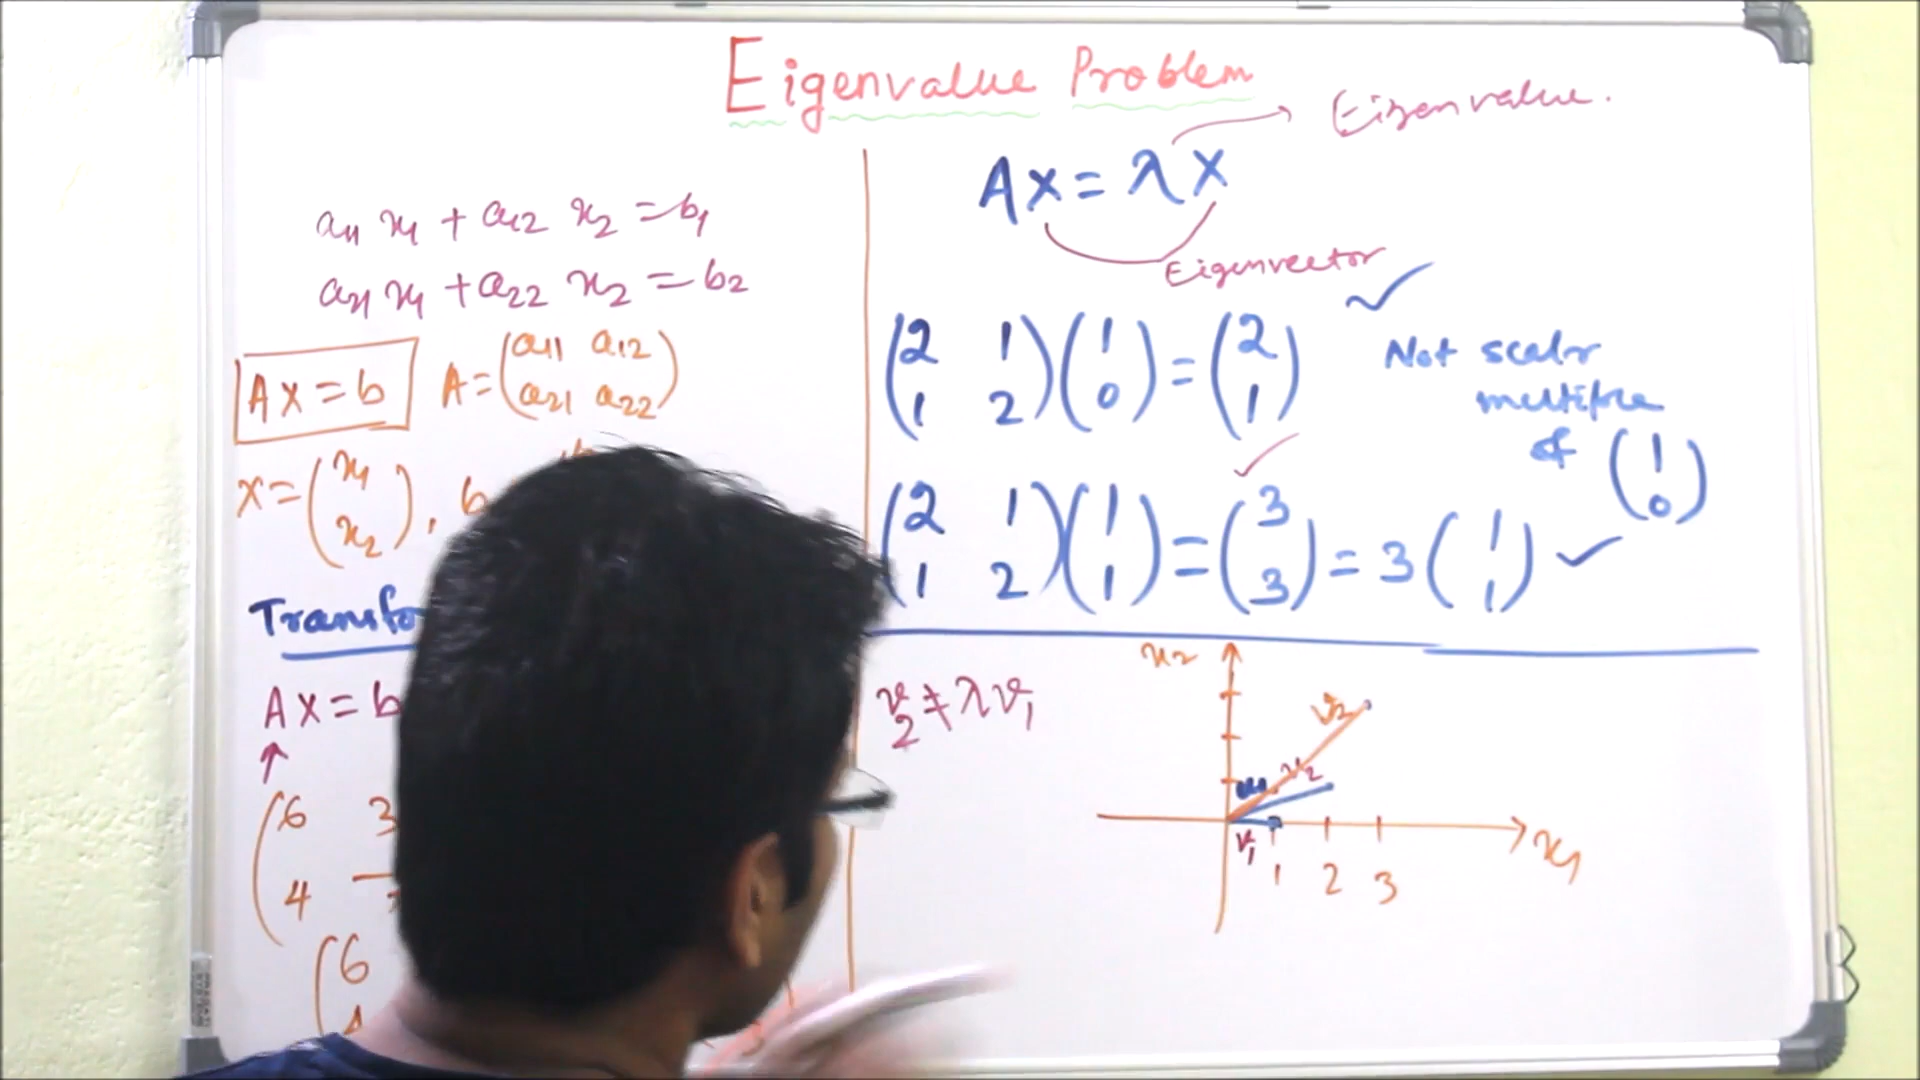 Eigenvalue Problem
a11 x1 + a12 x2 = b1
a21 x1 + a22 x2 = b2
Ax = b
A = (a11 a12
a21 a22)
x = (x1
x2), b
Transfo
Ax = b
(6 3
4
(6
Ax = λx
Eigenvalue.
Eigenvector
(2 1
1 2) (1
0) = (2
1) ✓
Not scalr
multiple
of (1
0)
(2 1
1 2) (1
1) = (3
3) = 3 (1
1) ✓
v2 ≠ λv1
x2
v2
v2
v1
1 2 3
x1